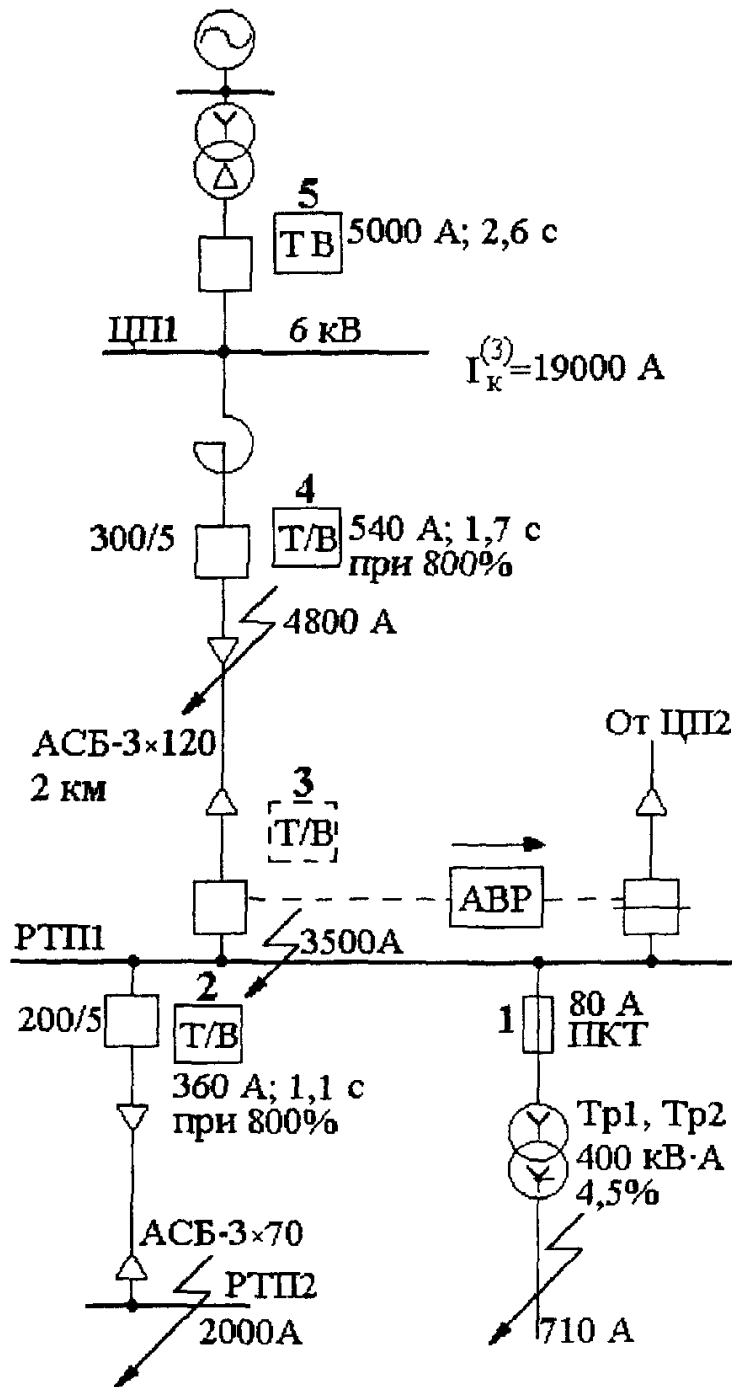 5
Т В
5000 А; 2,6 с
ЦП1
6 кВ
I_к^(3)=19000 А
4
300/5
Т/В
540 А; 1,7 с
при 800%
4800 А
От ЦП2
АСБ-3×120
2 км
3
Т/В
АВР
РТП1
3500А
2
200/5
Т/В
1
80 А
ПКТ
360 А; 1,1 с
при 800%
Тр1, Тр2
400 кВ·А
4,5%
АСБ-3×70
РТП2
2000А
710 А